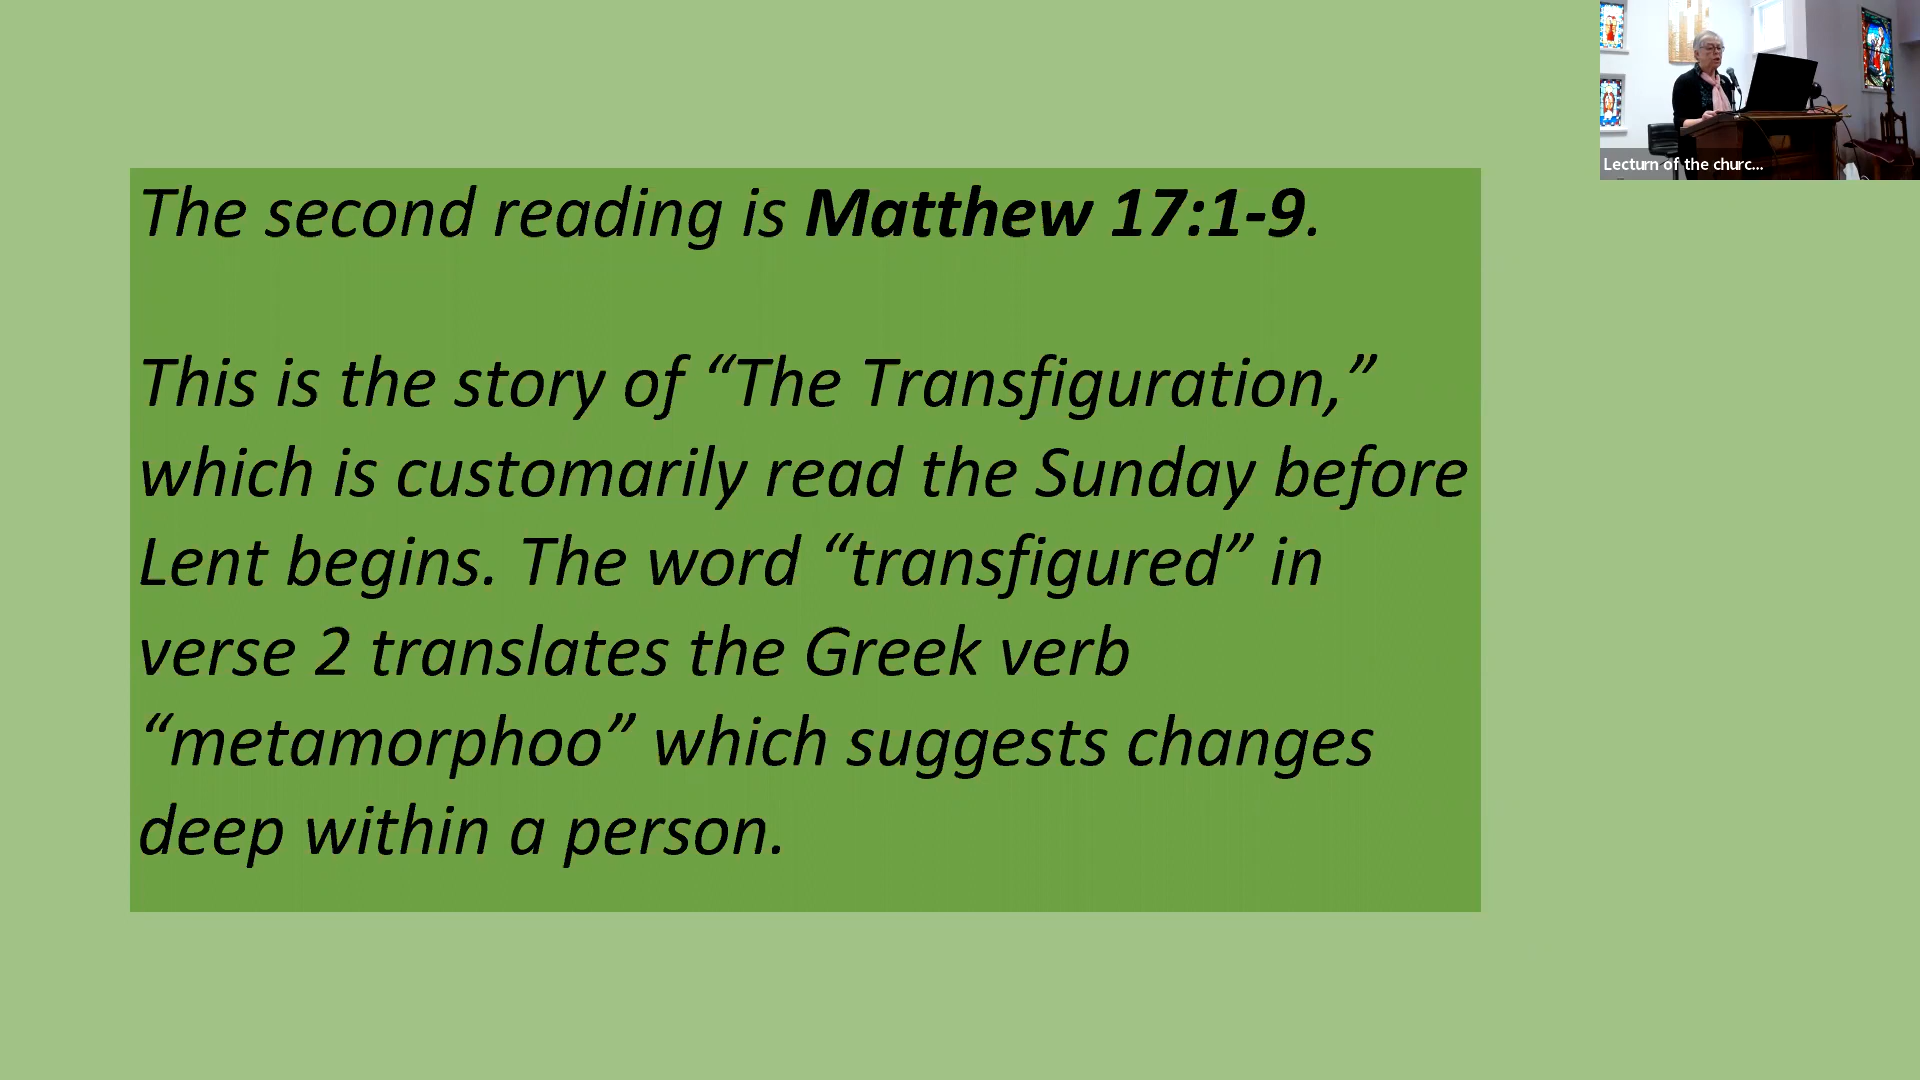 The second reading is Matthew 17:1-9.
This is the story of “The Transfiguration,”
which is customarily read the Sunday before
Lent begins. The word “transfigured” in
verse 2 translates the Greek verb
“metamorphoo” which suggests changes
deep within a person.
Lecturn of the churc...